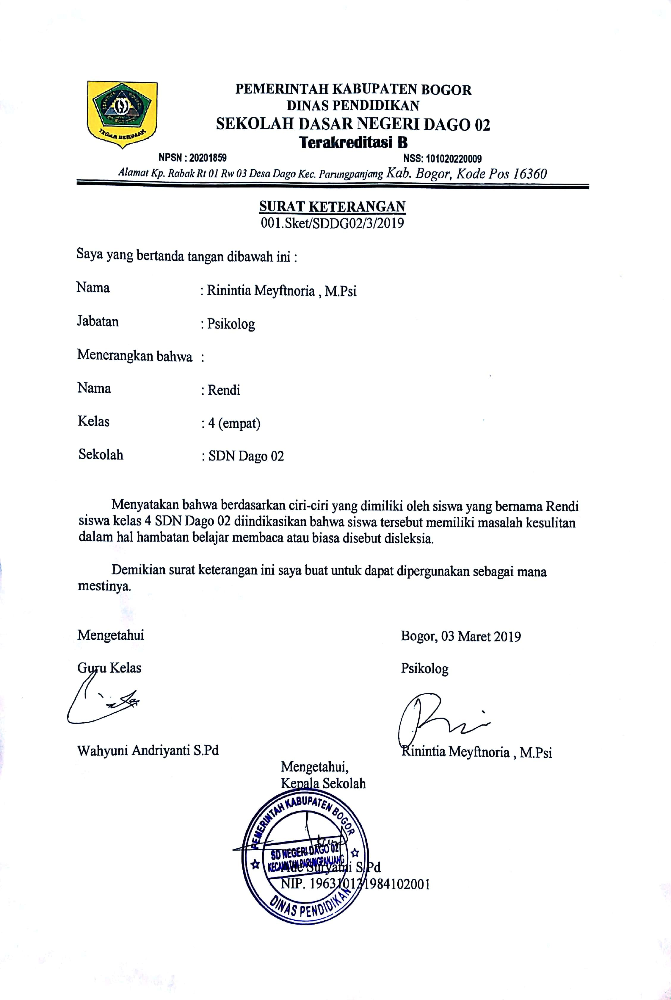 PEMERINTAH KABUPATEN BOGOR
DINAS PENDIDIKAN
SEKOLAH DASAR NEGERI DAGO 02
Terakreditasi B
NPSN : 20201859 NSS: 101020220009
Alamat Kp. Rabak Rt 01 Rw 03 Desa Dago Kec. Parungpanjang Kab. Bogor, Kode Pos 16360
TEGAR BERIMAN
SURAT KETERANGAN
001.Sket/SDDG02/3/2019
Saya yang bertanda tangan dibawah ini :
Nama : Rinintia Meyftnoria , M.Psi
Jabatan : Psikolog
Menerangkan bahwa :
Nama : Rendi
Kelas : 4 (empat)
Sekolah : SDN Dago 02
Menyatakan bahwa berdasarkan ciri-ciri yang dimiliki oleh siswa yang bernama Rendi
siswa kelas 4 SDN Dago 02 diindikasikan bahwa siswa tersebut memiliki masalah kesulitan
dalam hal hambatan belajar membaca atau biasa disebut disleksia.
Demikian surat keterangan ini saya buat untuk dapat dipergunakan sebagai mana
mestinya.
Mengetahui Bogor, 03 Maret 2019
Guru Kelas Psikolog
Wahyuni Andriyanti S.Pd Rinintia Meyftnoria , M.Psi
Mengetahui,
Kepala Sekolah
PEMERINTAH KABUPATEN BOGOR
SD NEGERI DAGO 02
KECAMATAN PARUNGPANJANG
Ade Suryatni S.Pd
NIP. 196310131984102001
DINAS PENDIDIKAN